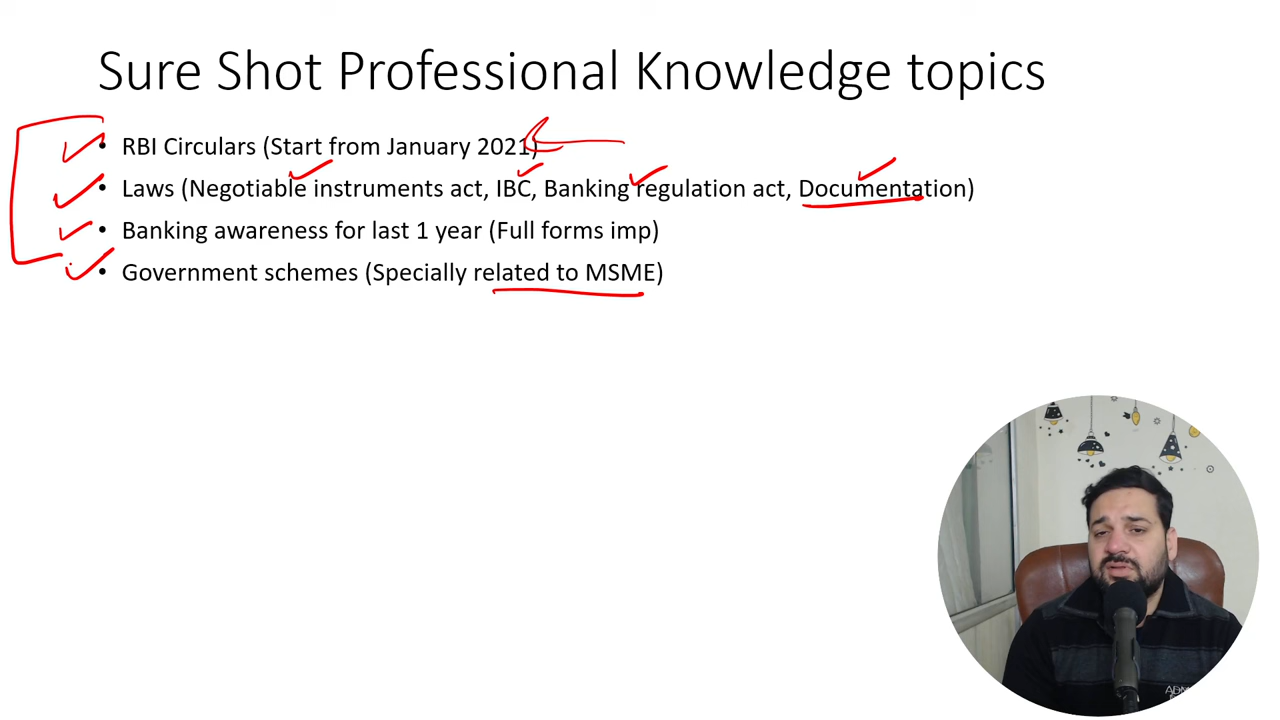 Sure Shot Professional Knowledge topics
• RBI Circulars (Start from January 2021)
• Laws (Negotiable instruments act, IBC, Banking regulation act, Documentation)
• Banking awareness for last 1 year (Full forms imp)
• Government schemes (Specially related to MSME)